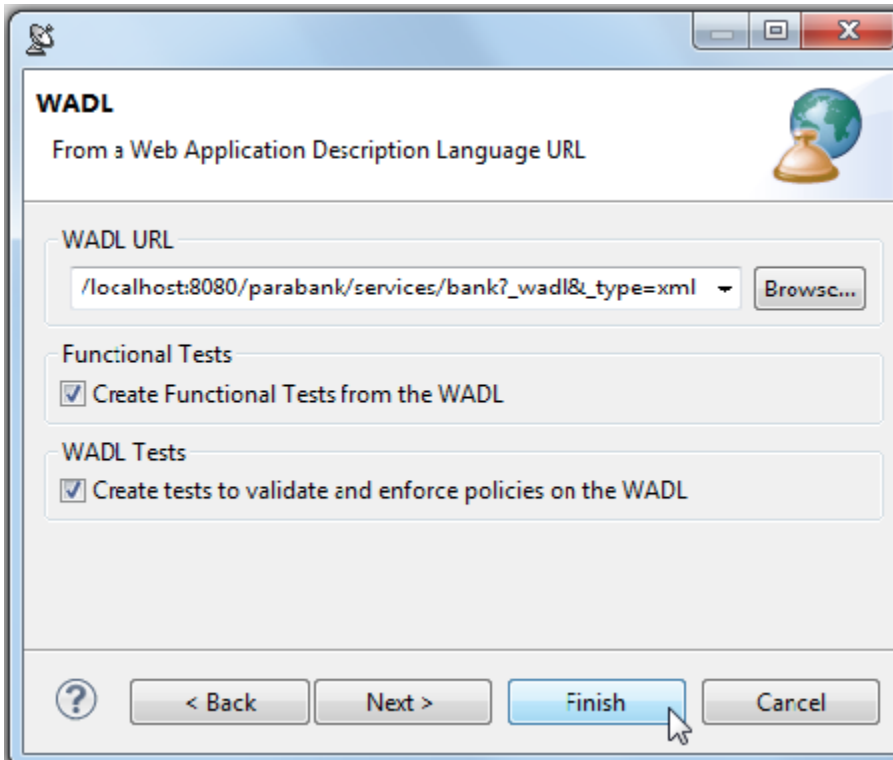 WADL
From a Web Application Description Language URL
WADL URL
/localhost:8080/parabank/services/bank?_wadl&_type=xml
Browse...
Functional Tests
Create Functional Tests from the WADL
WADL Tests
Create tests to validate and enforce policies on the WADL
? < Back Next > Finish Cancel